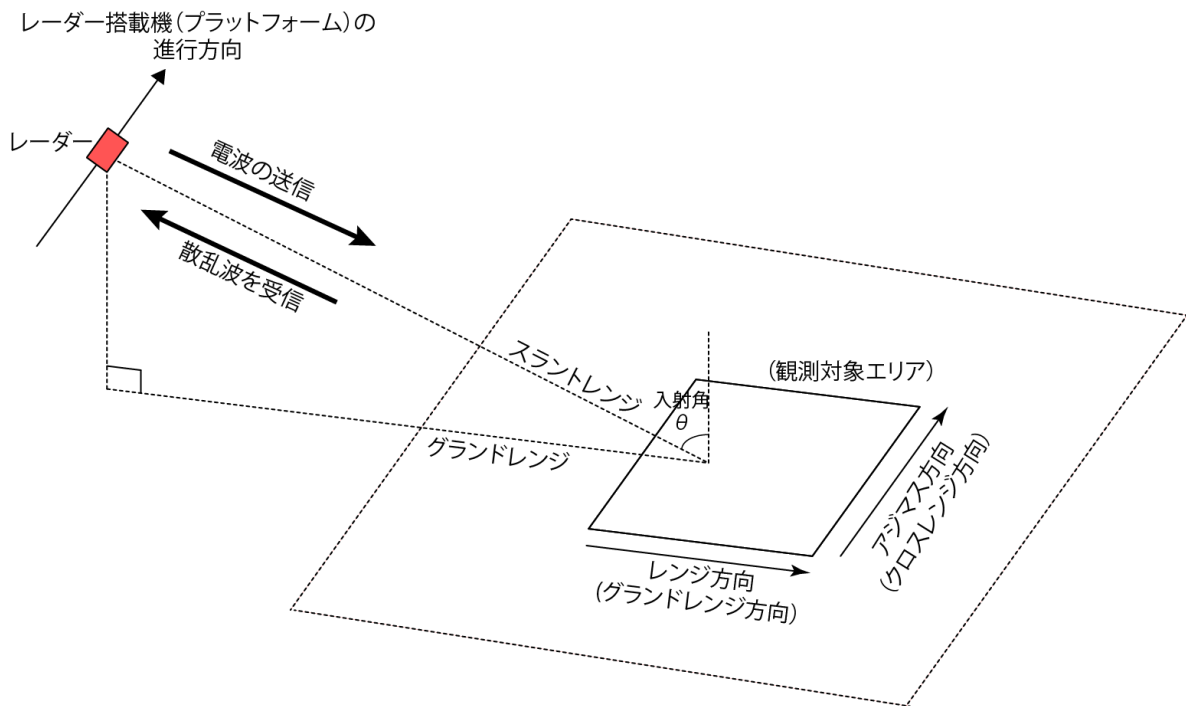 レーダー搭載機(プラットフォーム)の
進行方向
レーダー
電波の送信
散乱波を受信
スラントレンジ
入射角
θ
(観測対象エリア)
グランドレンジ
アジマス方向
(クロスレンジ方向)
レンジ方向
(グランドレンジ方向)